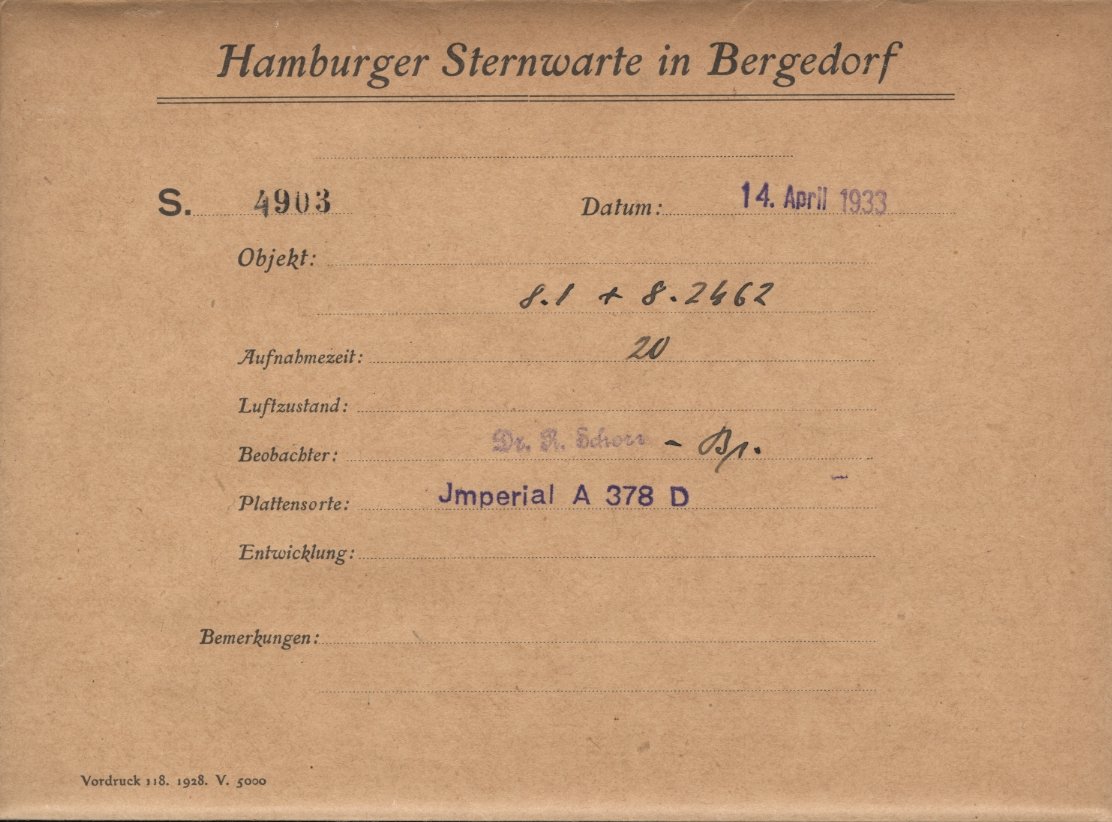 Hamburger Sternwarte in Bergedorf
S. 4903 Datum: 14. April 1933
Objekt:
8.1 + 8.2462
Aufnahmezeit: 20
Luftzustand:
Beobachter: Dr. R. Schorr -
Plattensorte: Jmperial A 378 D
Entwicklung:
Bemerkungen:
Vordruck 118. 1928. V. 5000